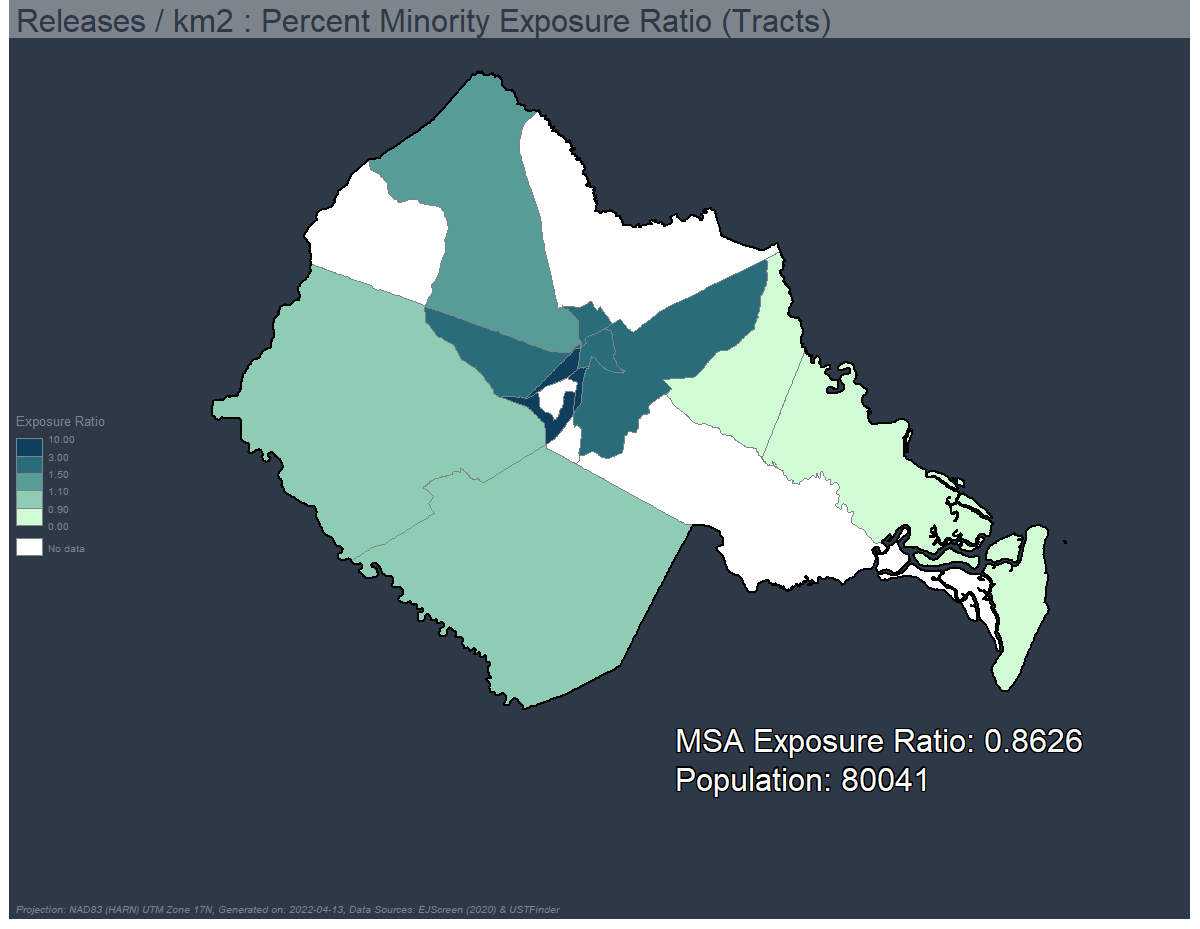 Releases / km2 : Percent Minority Exposure Ratio (Tracts)
Exposure Ratio
10.00
3.00
1.50
1.10
0.90
0.00
No data
MSA Exposure Ratio: 0.8626
Population: 80041
Projection: NAD83 (HARN) UTM Zone 17N, Generated on: 2022-04-13, Data Sources: EJScreen (2020) & USTFinder